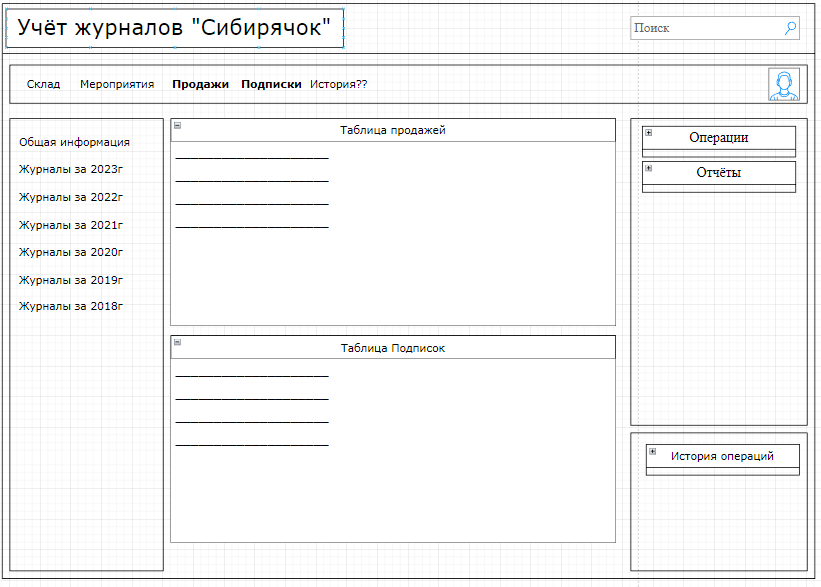 Учёт журналов "Сибирячок"
Поиск
Склад Мероприятия Продажи Подписки История??
Общая информация
Журналы за 2023г
Журналы за 2022г
Журналы за 2021г
Журналы за 2020г
Журналы за 2019г
Журналы за 2018г
Таблица продажей
Таблица Подписок
Операции
Отчёты
История операций